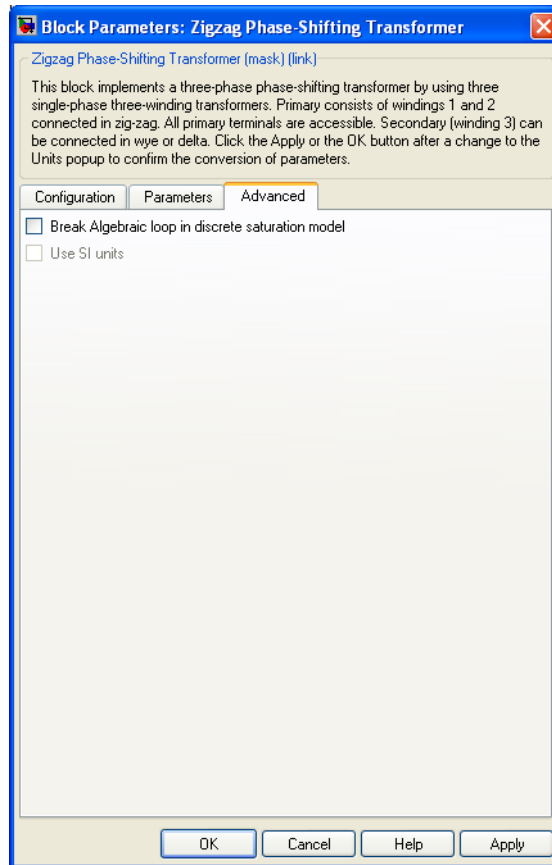 Block Parameters: Zigzag Phase-Shifting Transformer
Zigzag Phase-Shifting Transformer (mask) (link)
This block implements a three-phase phase-shifting transformer by using three
single-phase three-winding transformers. Primary consists of windings 1 and 2
connected in zig-zag. All primary terminals are accessible. Secondary (winding 3) can
be connected in wye or delta. Click the Apply or the OK button after a change to the
Units popup to confirm the conversion of parameters.
Configuration Parameters Advanced
Break Algebraic loop in discrete saturation model
Use SI units
OK Cancel Help Apply